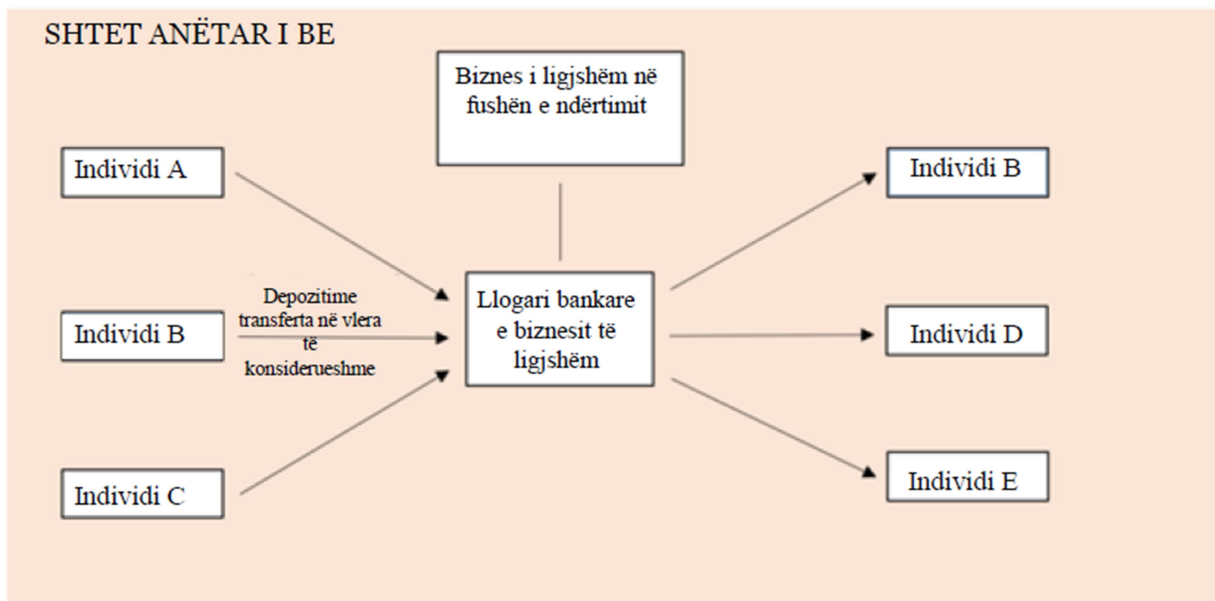 SHTET ANËTAR I BE
Biznes i ligjshëm në
fushën e ndërtimit
Individi A
Individi B
Depozitime
transferta në vlera
të
konsiderueshme
Individi B
Llogari bankare
e biznesit të
ligjshëm
Individi D
Individi C
Individi E